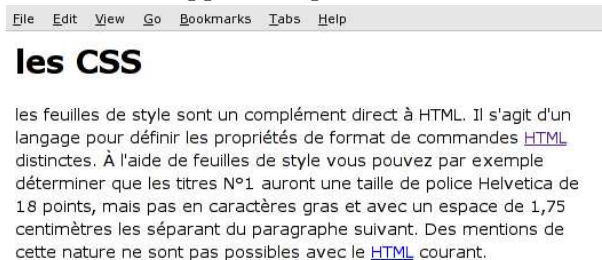 File Edit View Go Bookmarks Tabs Help
les CSS
les feuilles de style sont un complément direct à HTML. Il s'agit d'un
langage pour définir les propriétés de format de commandes HTML
distinctes. À l'aide de feuilles de style vous pouvez par exemple
déterminer que les titres N°1 auront une taille de police Helvetica de
18 points, mais pas en caractères gras et avec un espace de 1,75
centimètres les séparant du paragraphe suivant. Des mentions de
cette nature ne sont pas possibles avec le HTML courant.